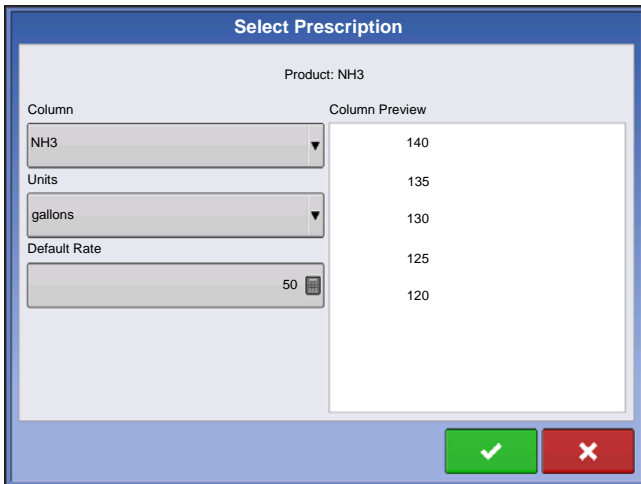 Select Prescription
Product: NH3
Column
NH3
Units
gallons
Default Rate
50
Column Preview
140
135
130
125
120